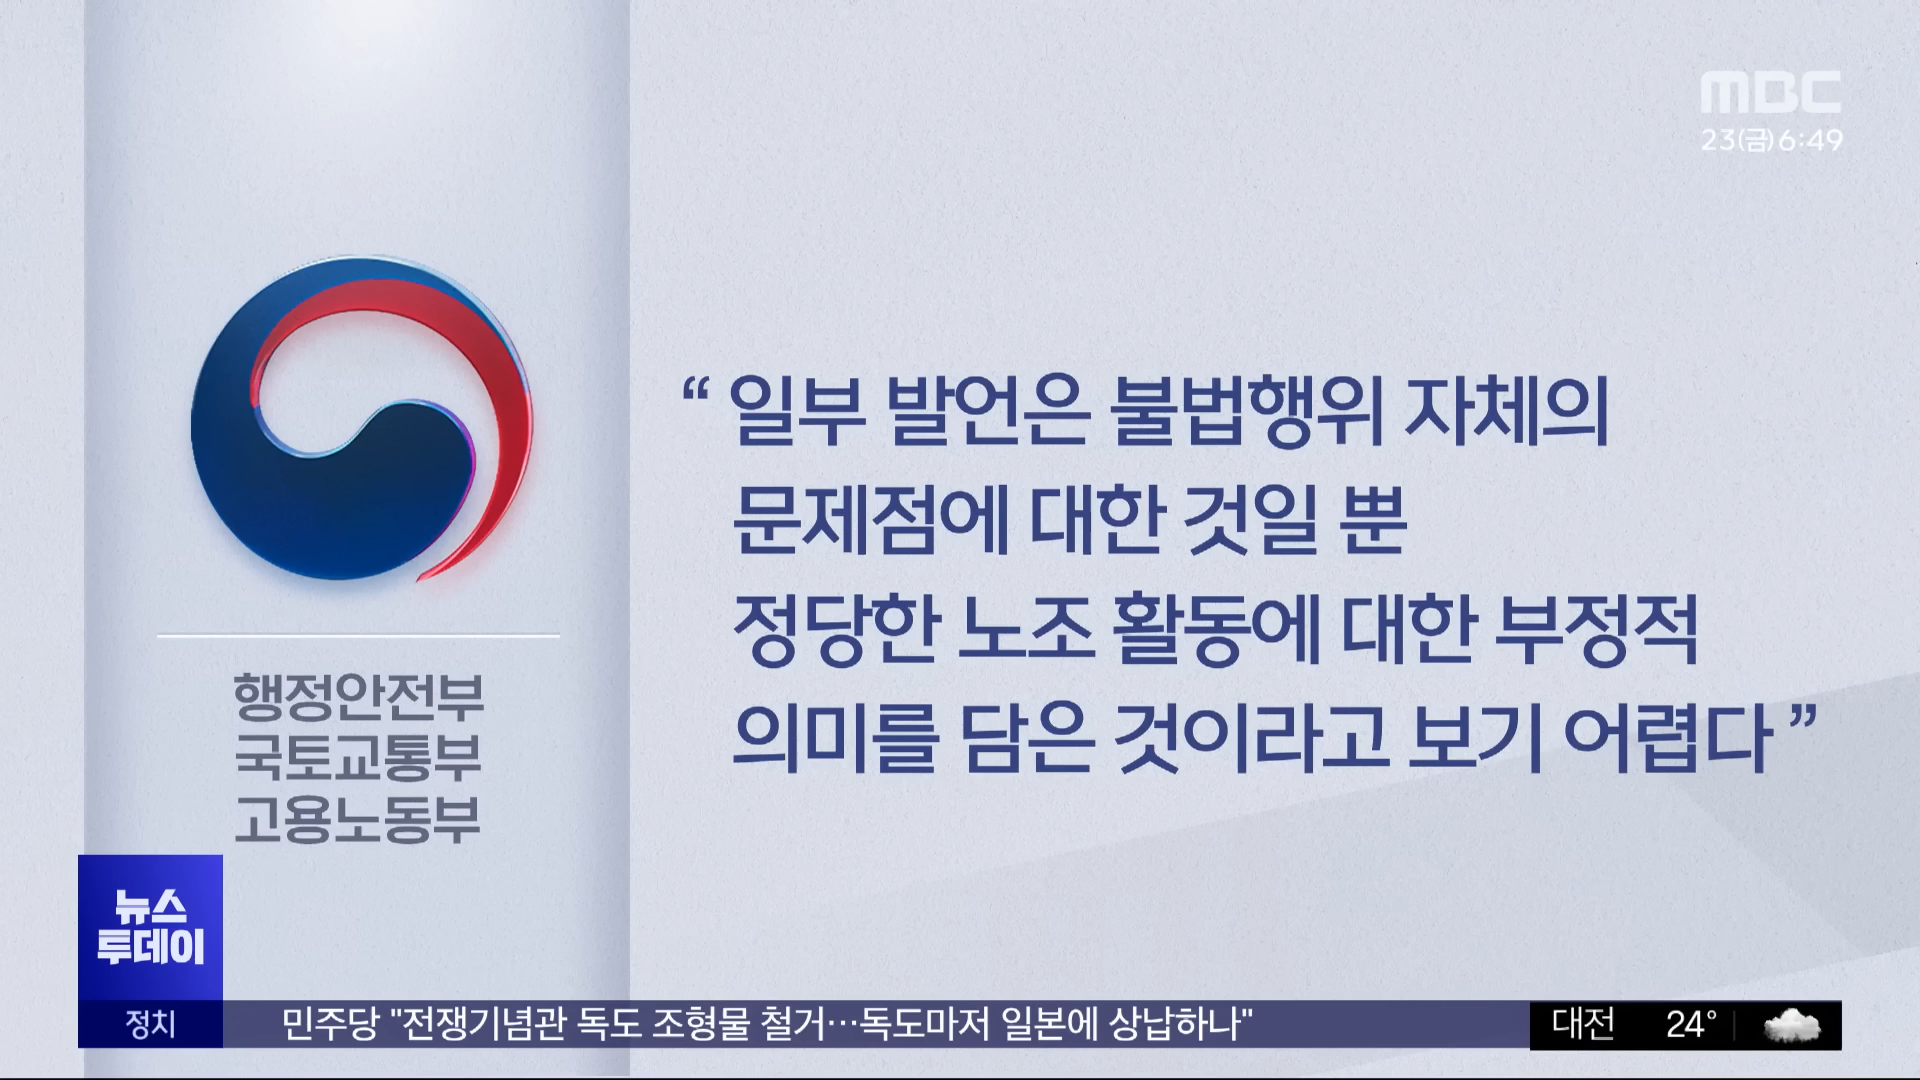 MBC
23(금)6:49
“ 일부 발언은 불법행위 자체의
문제점에 대한 것일 뿐
정당한 노조 활동에 대한 부정적
의미를 담은 것이라고 보기 어렵다 ”
행정안전부
국토교통부
고용노동부
뉴스
투데이
정치
민주당 "전쟁기념관 독도 조형물 철거…독도마저 일본에 상납하나"
대전 24°